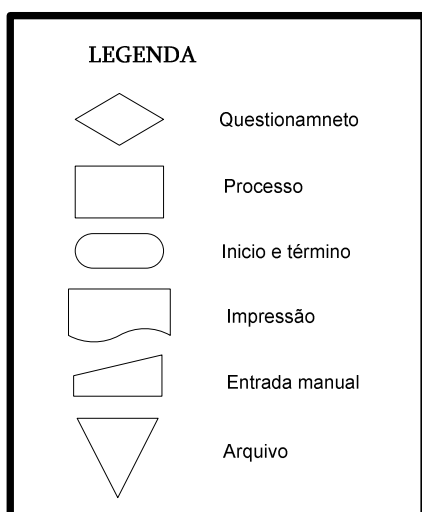 LEGENDA
Questionamneto
Processo
Inicio e término
Impressão
Entrada manual
Arquivo